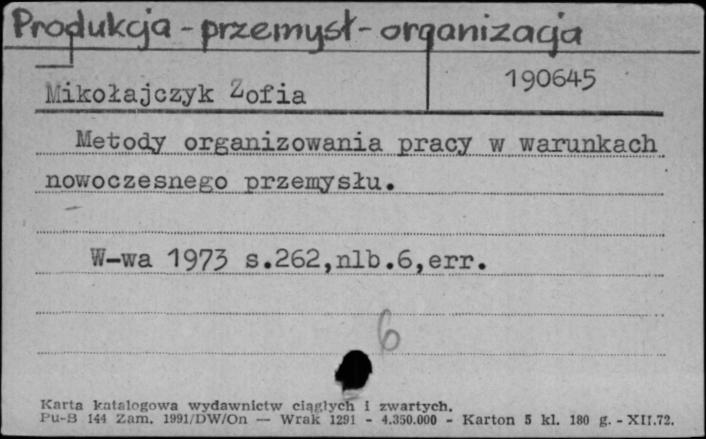 Produkcja - przemysł - organizacja
190645
Mikołajczyk Zofia
Metody organizowania pracy w warunkach
nowoczesnego przemysłu.
W-wa 1973 s.262,nlb.6,err.
6
Karta katalogowa wydawnictw ciągłych i zwartych.
Pu-B 144 Zam. 1991/DW/On — Wrak 1291 - 4.350.000 - Karton 5 kl. 180 g. - XII.72.